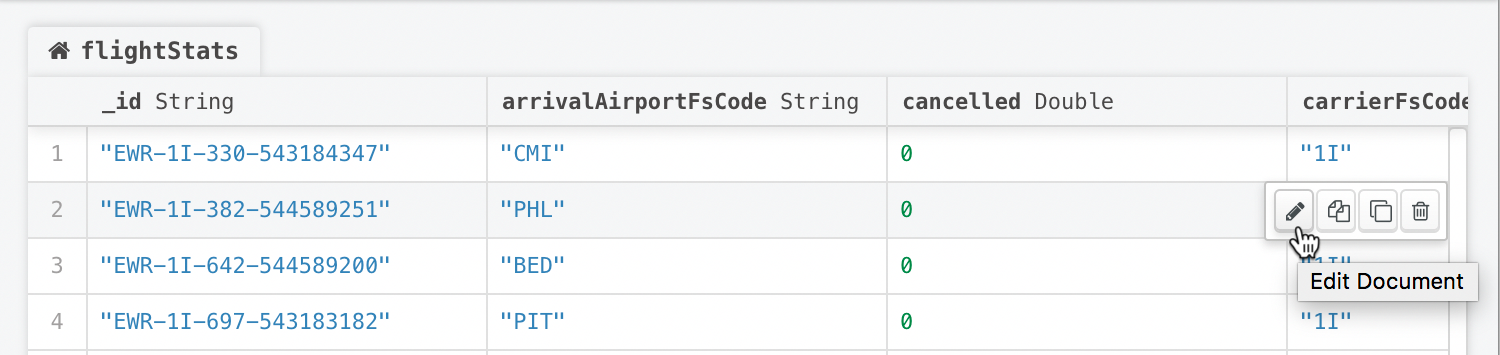 flightStats
_id String arrivalAirportFsCode String cancelled Double carrierFsCode
1 "EWR-1I-330-543184347" "CMI" 0 "1I"
2 "EWR-1I-382-544589251" "PHL" 0
3 "EWR-1I-642-544589200" "BED" 0 "1I"
Edit Document
4 "EWR-1I-697-543183182" "PIT" 0 "1I"